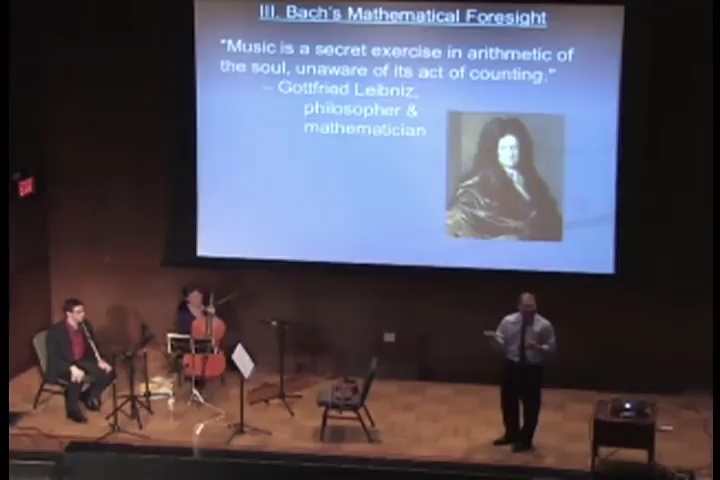 III. Bach's Mathematical Foresight
"Music is a secret exercise in arithmetic of
the soul, unaware of its act of counting."
– Gottfried Leibniz,
philosopher &
mathematician
EXIT